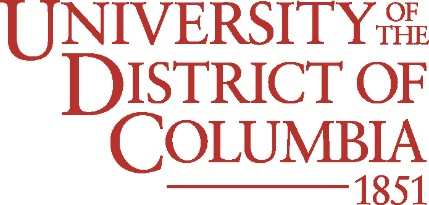 UNIVERSITY OF THE
DISTRICT OF
COLUMBIA
1851